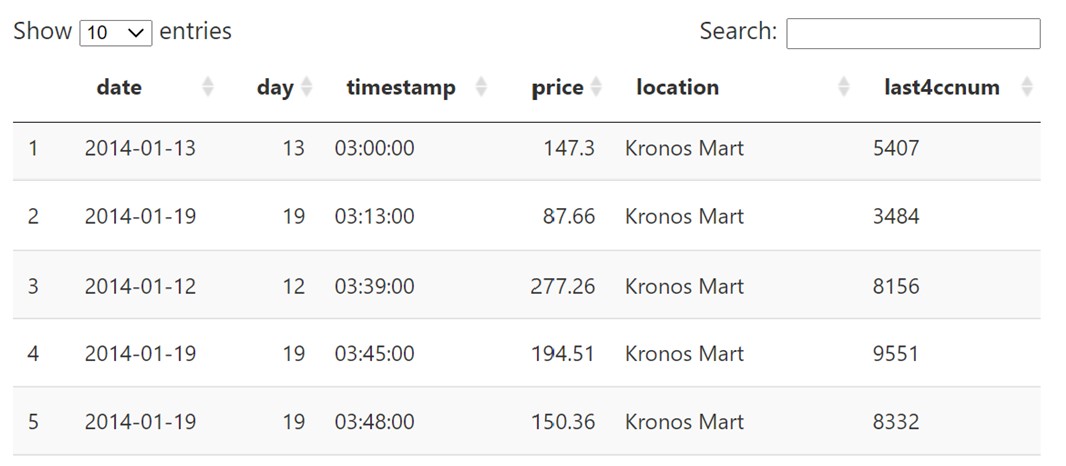 Show 10 entries Search:
date day timestamp price location last4ccnum
1 2014-01-13 13 03:00:00 147.3 Kronos Mart 5407
2 2014-01-19 19 03:13:00 87.66 Kronos Mart 3484
3 2014-01-12 12 03:39:00 277.26 Kronos Mart 8156
4 2014-01-19 19 03:45:00 194.51 Kronos Mart 9551
5 2014-01-19 19 03:48:00 150.36 Kronos Mart 8332